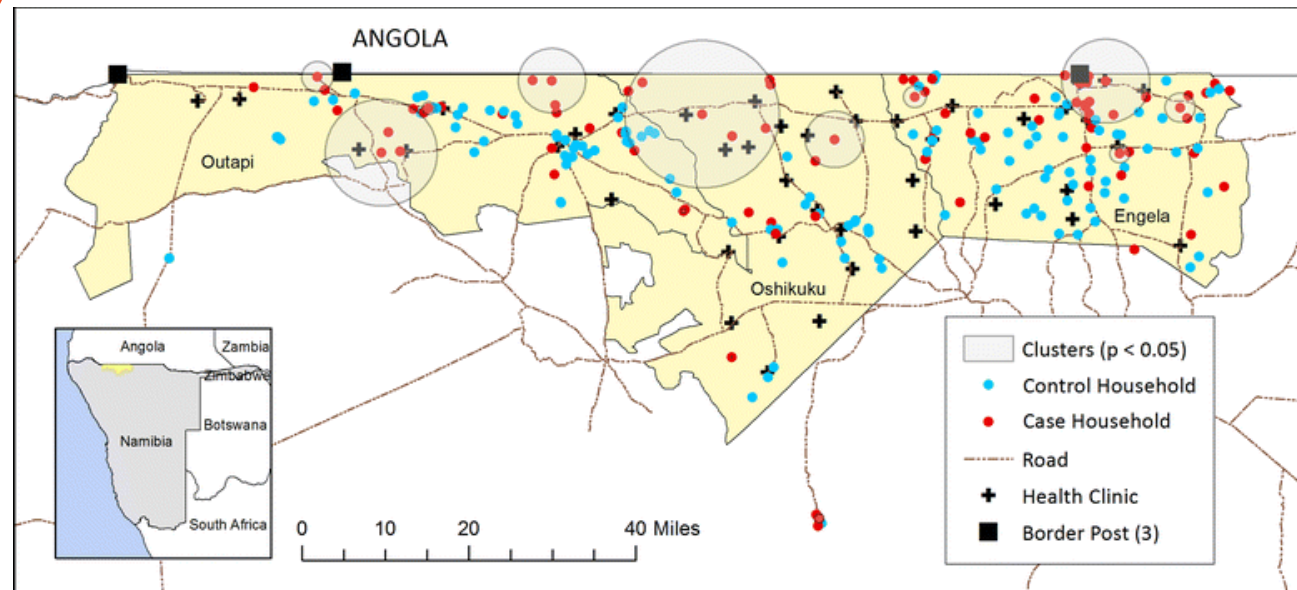 ANGOLA
Outapi
Engela
Oshikuku
Angola
Zambia
Zimbabwe
Botswana
Namibia
South Africa
0 10 20 40 Miles
Clusters (p < 0.05)
Control Household
Case Household
Road
Health Clinic
Border Post (3)